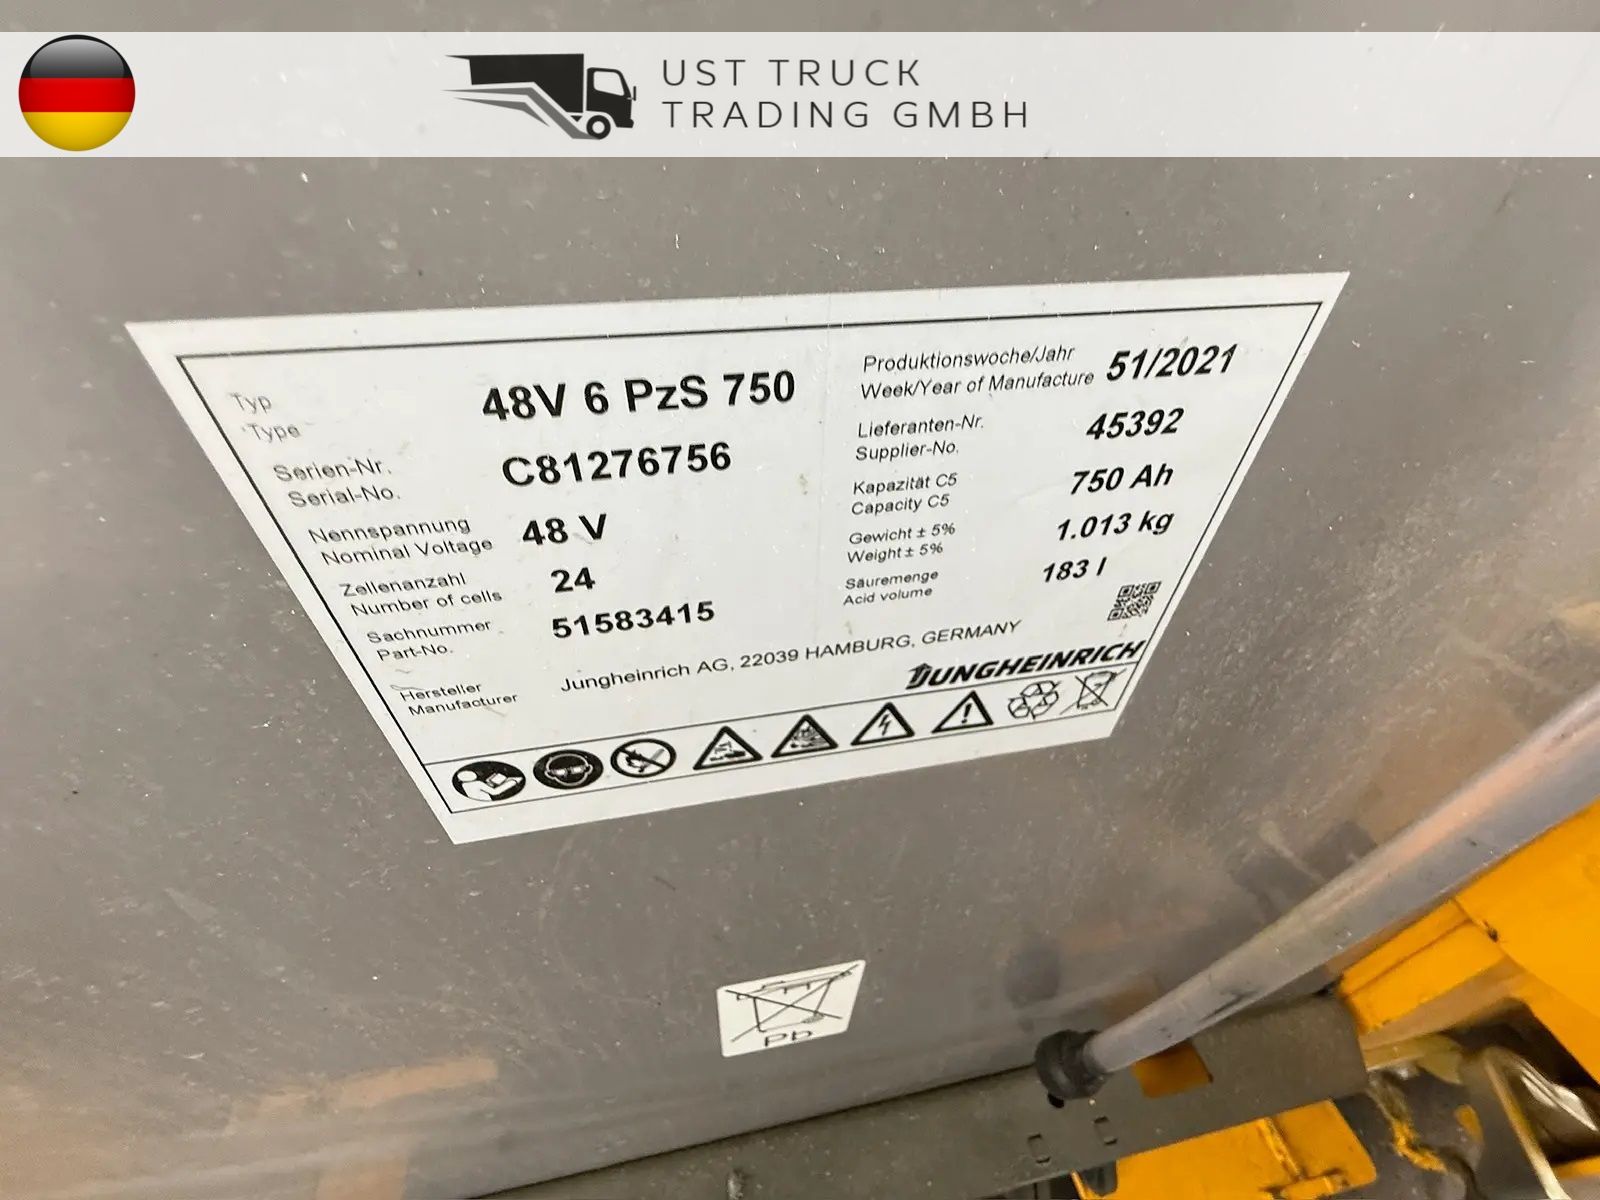 UST TRUCK
TRADING GMBH
Typ
Type
48V 6 PzS 750
Serien-Nr.
Serial-No.
C81276756
Nennspannung
Nominal Voltage
48 V
Zellenanzahl
Number of cells
24
Sachnummer
Part-No.
51583415
Hersteller
Manufacturer
Jungheinrich AG, 22039 HAMBURG, GERMANY
Produktionswoche/Jahr
Week/Year of Manufacture
51/2021
Lieferanten-Nr.
Supplier-No.
45392
Kapazität C5
Capacity C5
750 Ah
Gewicht ± 5%
Weight ± 5%
1.013 kg
Säuremenge
Acid volume
183 l
JUNGHEINRICH
Pb